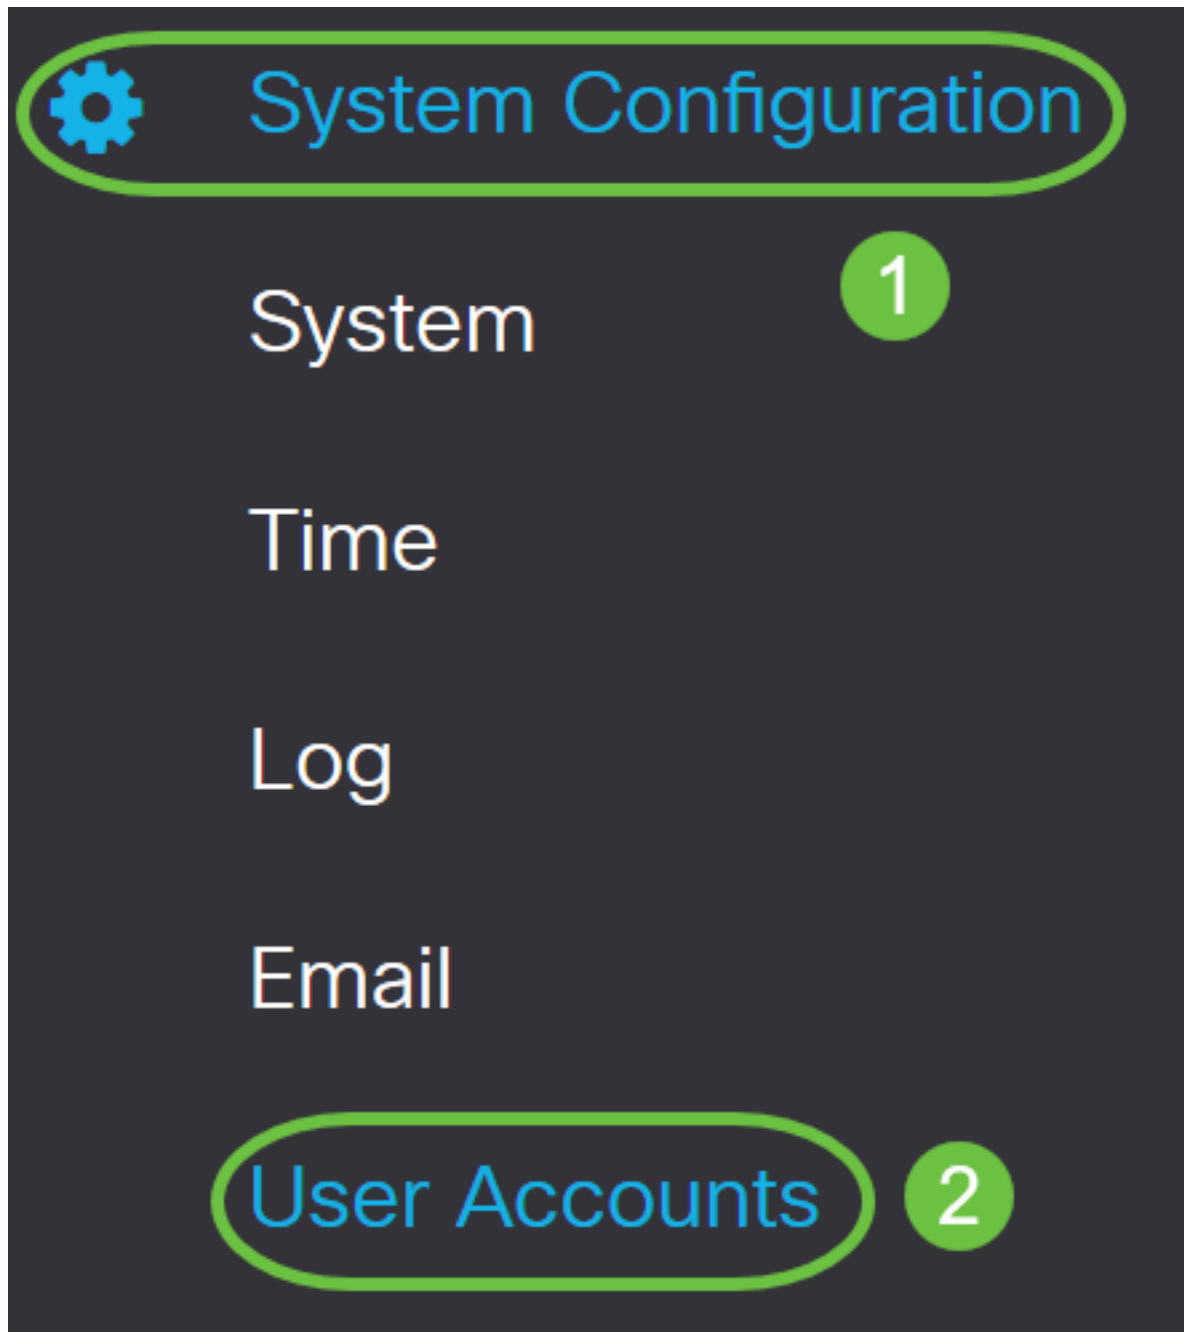 System Configuration
1
System
Time
Log
Email
User Accounts
2